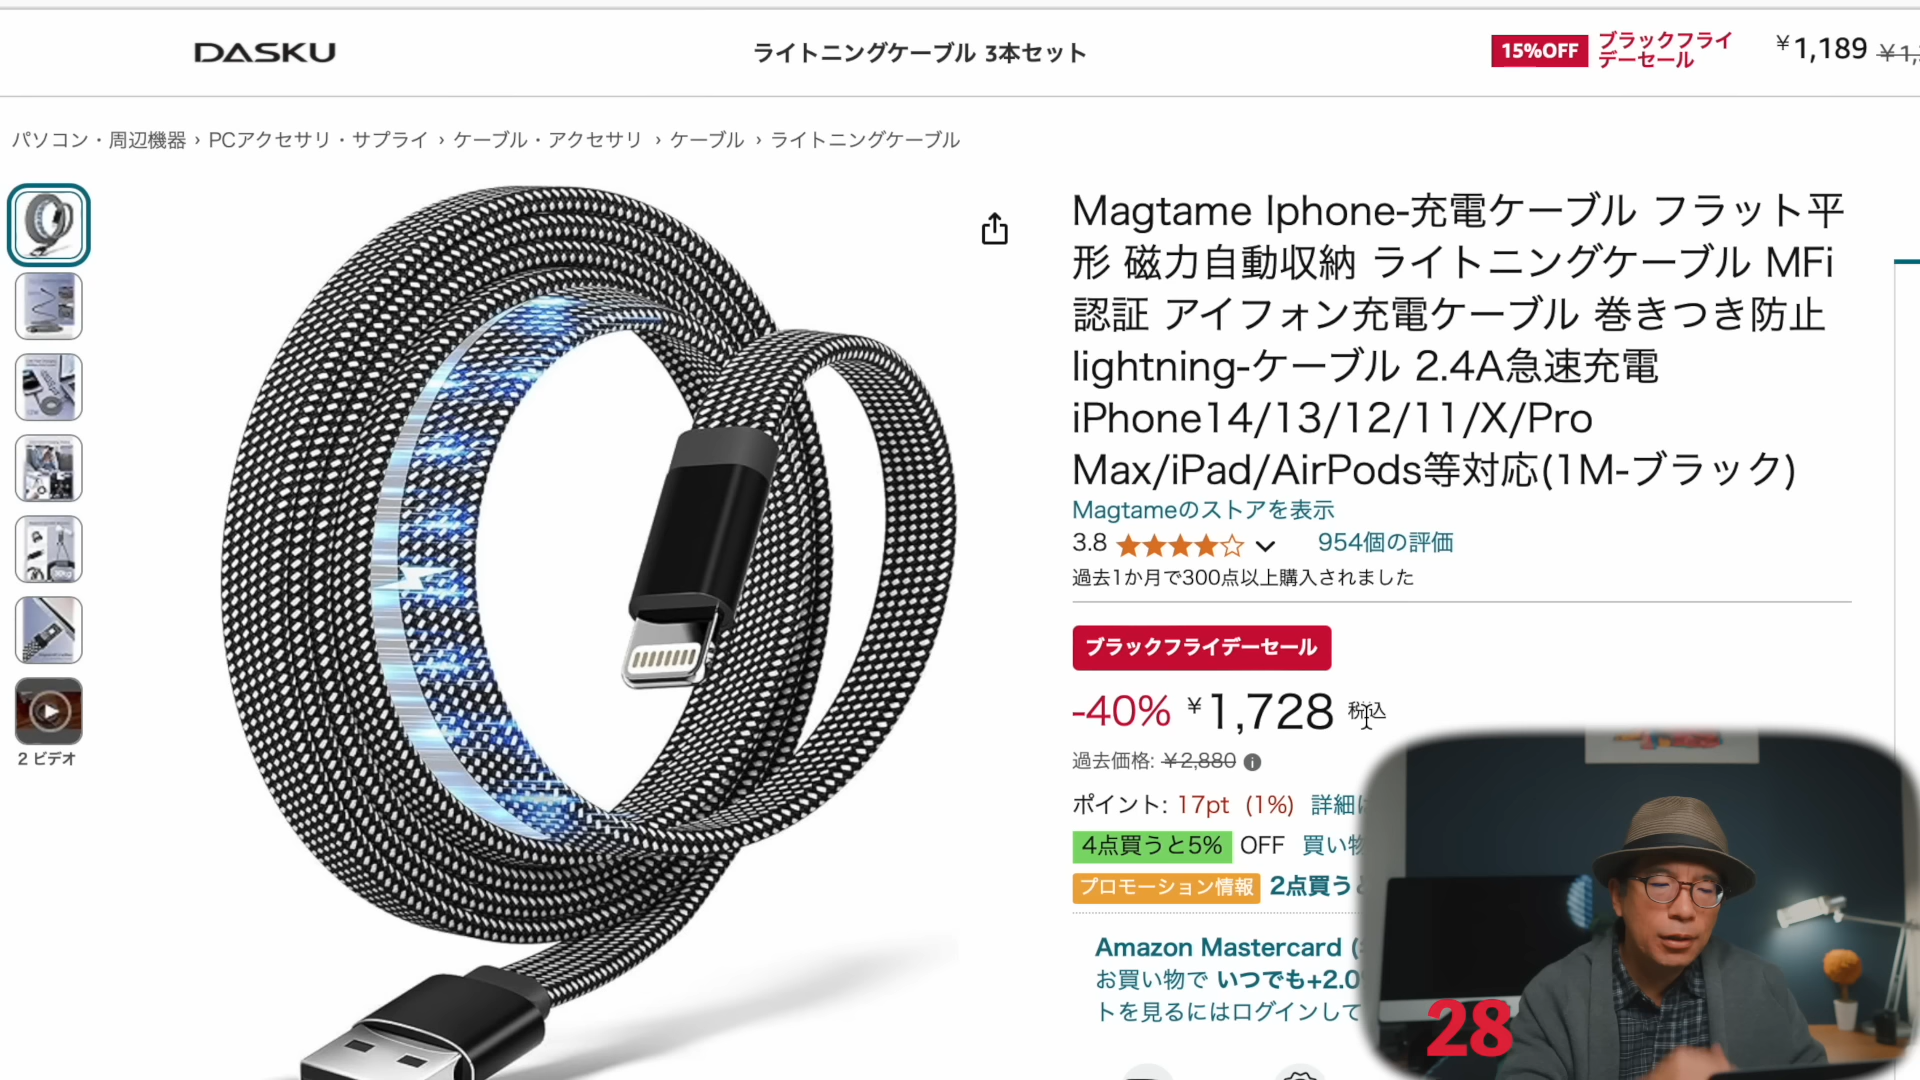 DASKU
ライトニングケーブル 3本セット
15%OFF
ブラックフライ
デーセール
¥1,189
パソコン・周辺機器 › PCアクセサリ・サプライ › ケーブル・アクセサリ › ケーブル › ライトニングケーブル
Magtame Iphone-充電ケーブル フラット平
形 磁力自動収納 ライトニングケーブル MFi
認証 アイフォン充電ケーブル 巻きつき防止
lightning-ケーブル 2.4A急速充電
iPhone14/13/12/11/X/Pro
Max/iPad/AirPods等対応(1M-ブラック)
Magtameのストアを表示
3.8
954個の評価
過去1か月で300点以上購入されました
ブラックフライデーセール
-40% ¥1,728 税込
過去価格: ¥2,880
ポイント: 17pt (1%) 詳細
4点買うと5% OFF 買い
プロモーション情報 2点買う
Amazon Mastercard
お買い物で いつでも+2.0
トを見るにはログインして
2 ビデオ
28